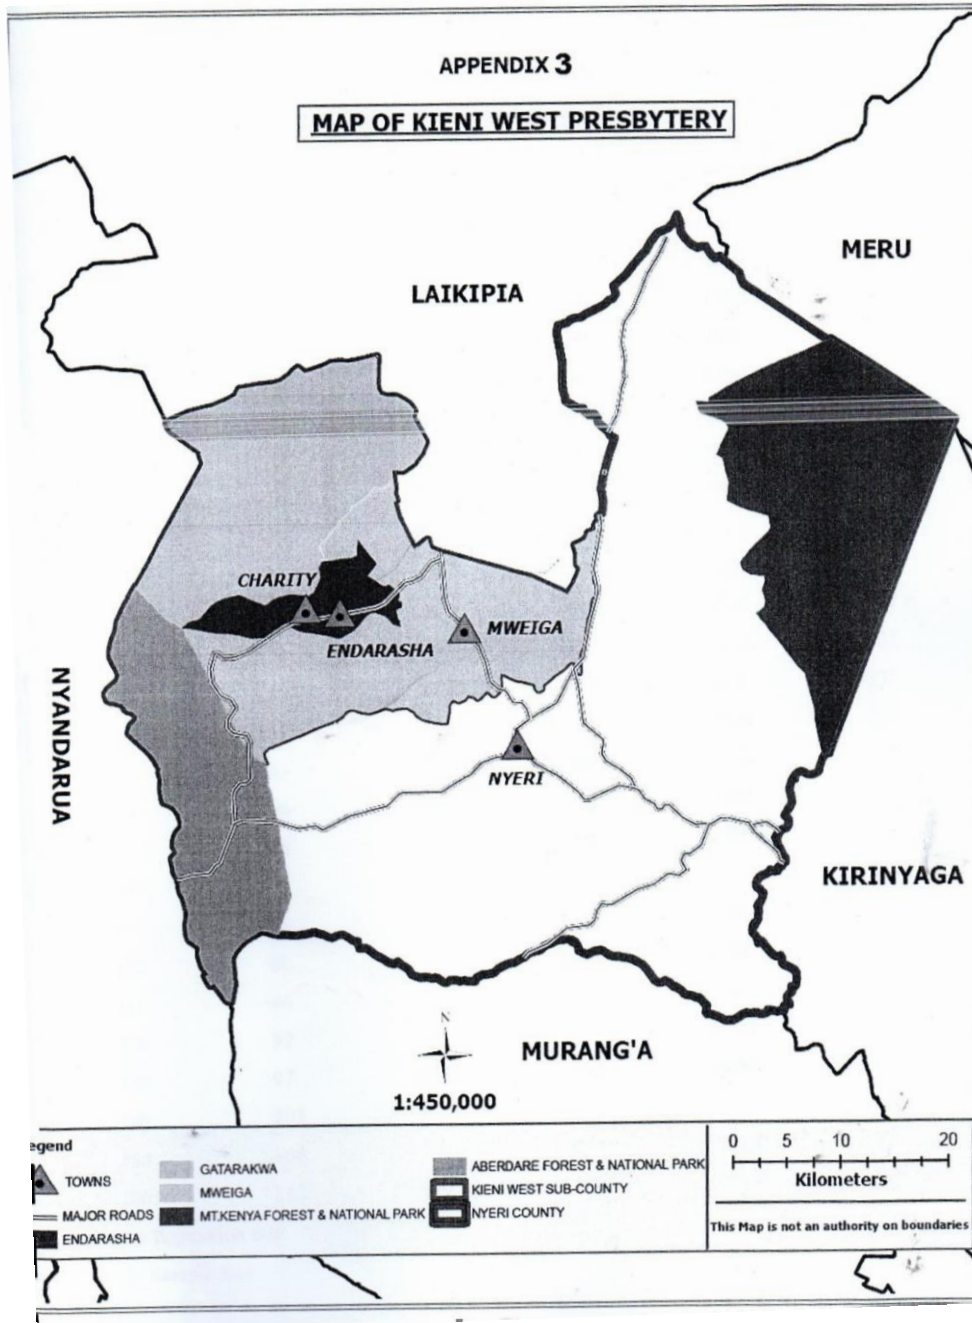 APPENDIX 3
MAP OF KIENI WEST PRESBYTERY
MERU
LAIKIPIA
CHARITY
MWEIGA
ENDARASHA
NYANDARUA
NYERI
KIRINYAGA
N
MURANG'A
1:450,000
egend
TOWNS
MAJOR ROADS
ENDARASHA
GATARAKWA
MWEIGA
MT.KENYA FOREST & NATIONAL PARK
ABERDARE FOREST & NATIONAL PARK
KIENI WEST SUB-COUNTY
NYERI COUNTY
0 5 10 20
Kilometers
This Map is not an authority on boundaries